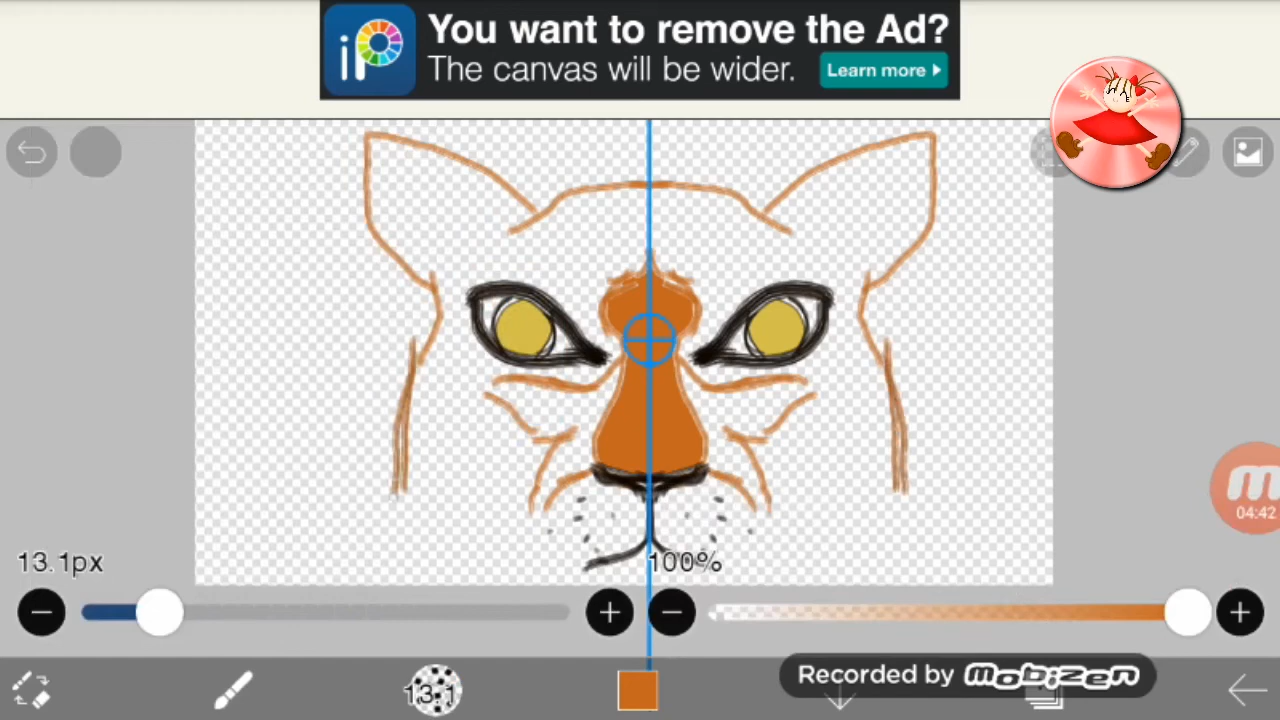 iP
You want to remove the Ad?
The canvas will be wider.
Learn more
04:42
13.1px
100%
13.1
Recorded by mobizen